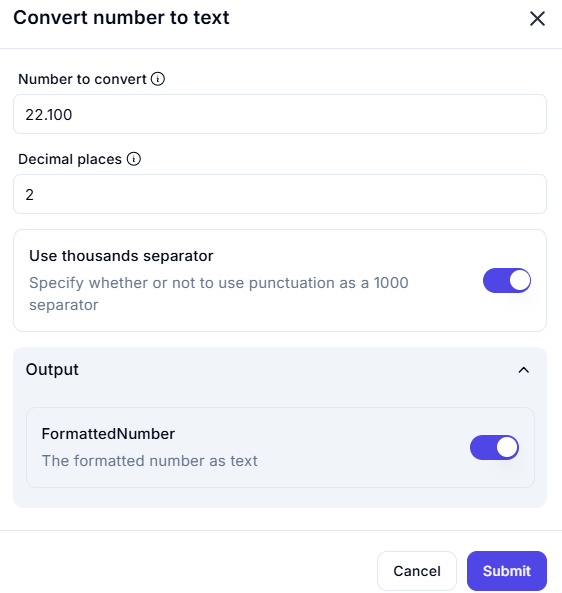 Convert number to text
Number to convert
22.100
Decimal places
2
Use thousands separator
Specify whether or not to use punctuation as a 1000
separator
Output
FormattedNumber
The formatted number as text
Cancel
Submit